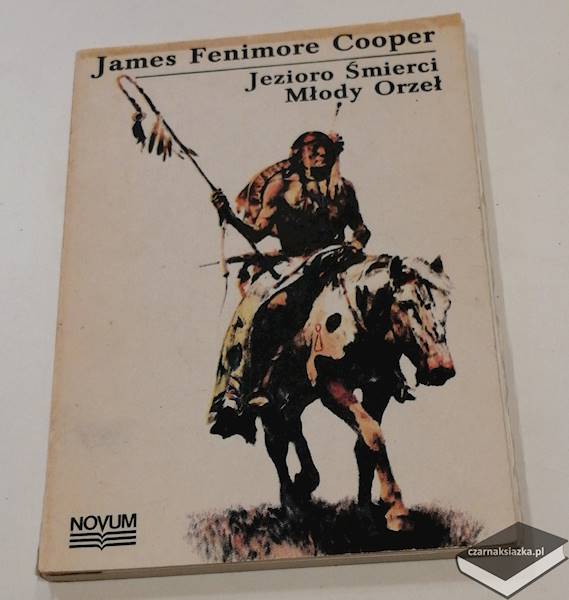 James Fenimore Cooper
Jezioro Śmierci
Młody Orzeł
NOVUM
czarnaksiazka.pl